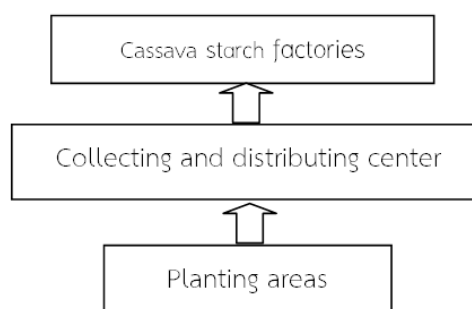 Cassava starch factories
Collecting and distributing center
Planting areas